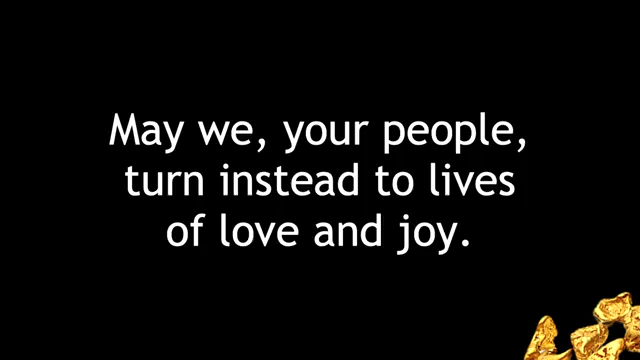 May we, your people,
turn instead to lives
of love and joy.